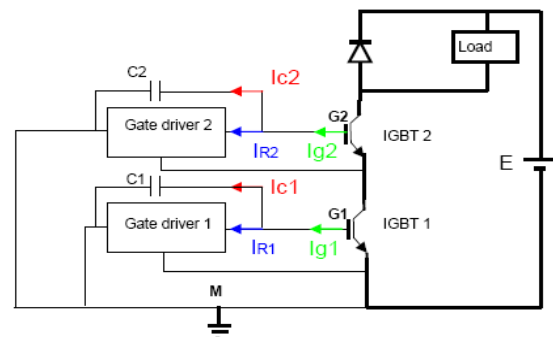 Load
C2
Ic2
Gate driver 2
G2
IGBT 2
IR2
Ig2
E
C1
Ic1
Gate driver 1
G1
IGBT 1
IR1
Ig1
M